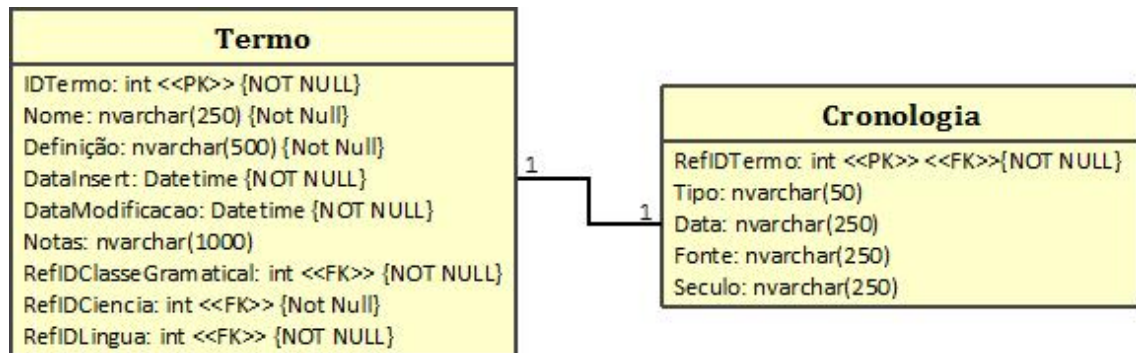 Termo
IDTermo: int <<PK>> {NOT NULL}
Nome: nvarchar(250) {Not Null}
Definição: nvarchar(500) {Not Null}
DataInsert: Datetime {NOT NULL}
DataModificacao: Datetime {NOT NULL}
Notas: nvarchar(1000)
RefIDClasseGramatical: int <<FK>> {NOT NULL}
RefIDCiencia: int <<FK>> {Not Null}
RefIDLingua: int <<FK>> {NOT NULL}
1
1
Cronologia
RefIDTermo: int <<PK>> <<FK>>{NOT NULL}
Tipo: nvarchar(50)
Data: nvarchar(250)
Fonte: nvarchar(250)
Seculo: nvarchar(250)